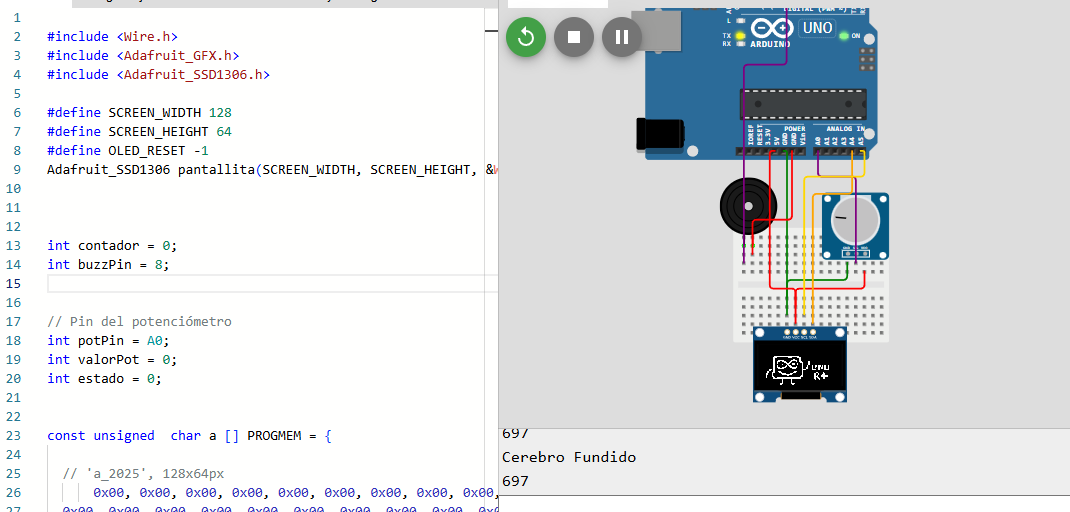 1
2 #include <Wire.h>
3 #include <Adafruit_GFX.h>
4 #include <Adafruit_SSD1306.h>
5
6 #define SCREEN_WIDTH 128
7 #define SCREEN_HEIGHT 64
8 #define OLED_RESET -1
9 Adafruit_SSD1306 pantallita(SCREEN_WIDTH, SCREEN_HEIGHT, &
10
11
12
13 int contador = 0;
14 int buzzPin = 8;
15
16
17 // Pin del potenciómetro
18 int potPin = A0;
19 int valorPot = 0;
20 int estado = 0;
21
22
23 const unsigned  char a [] PROGMEM = {
24
25 // 'a_2025', 128x64px
26 0x00, 0x00, 0x00, 0x00, 0x00, 0x00, 0x00, 0x00, 0x00,
27
L
TX
RX
UNO
ARDUINO
ON
IOREF
RESET
3.3V
5V
GND
GND
Vin
POWER
ANALOG IN
A0
A1
A2
A3
A4
A5
GND VCC SCL SDA
697
Cerebro Fundido
697